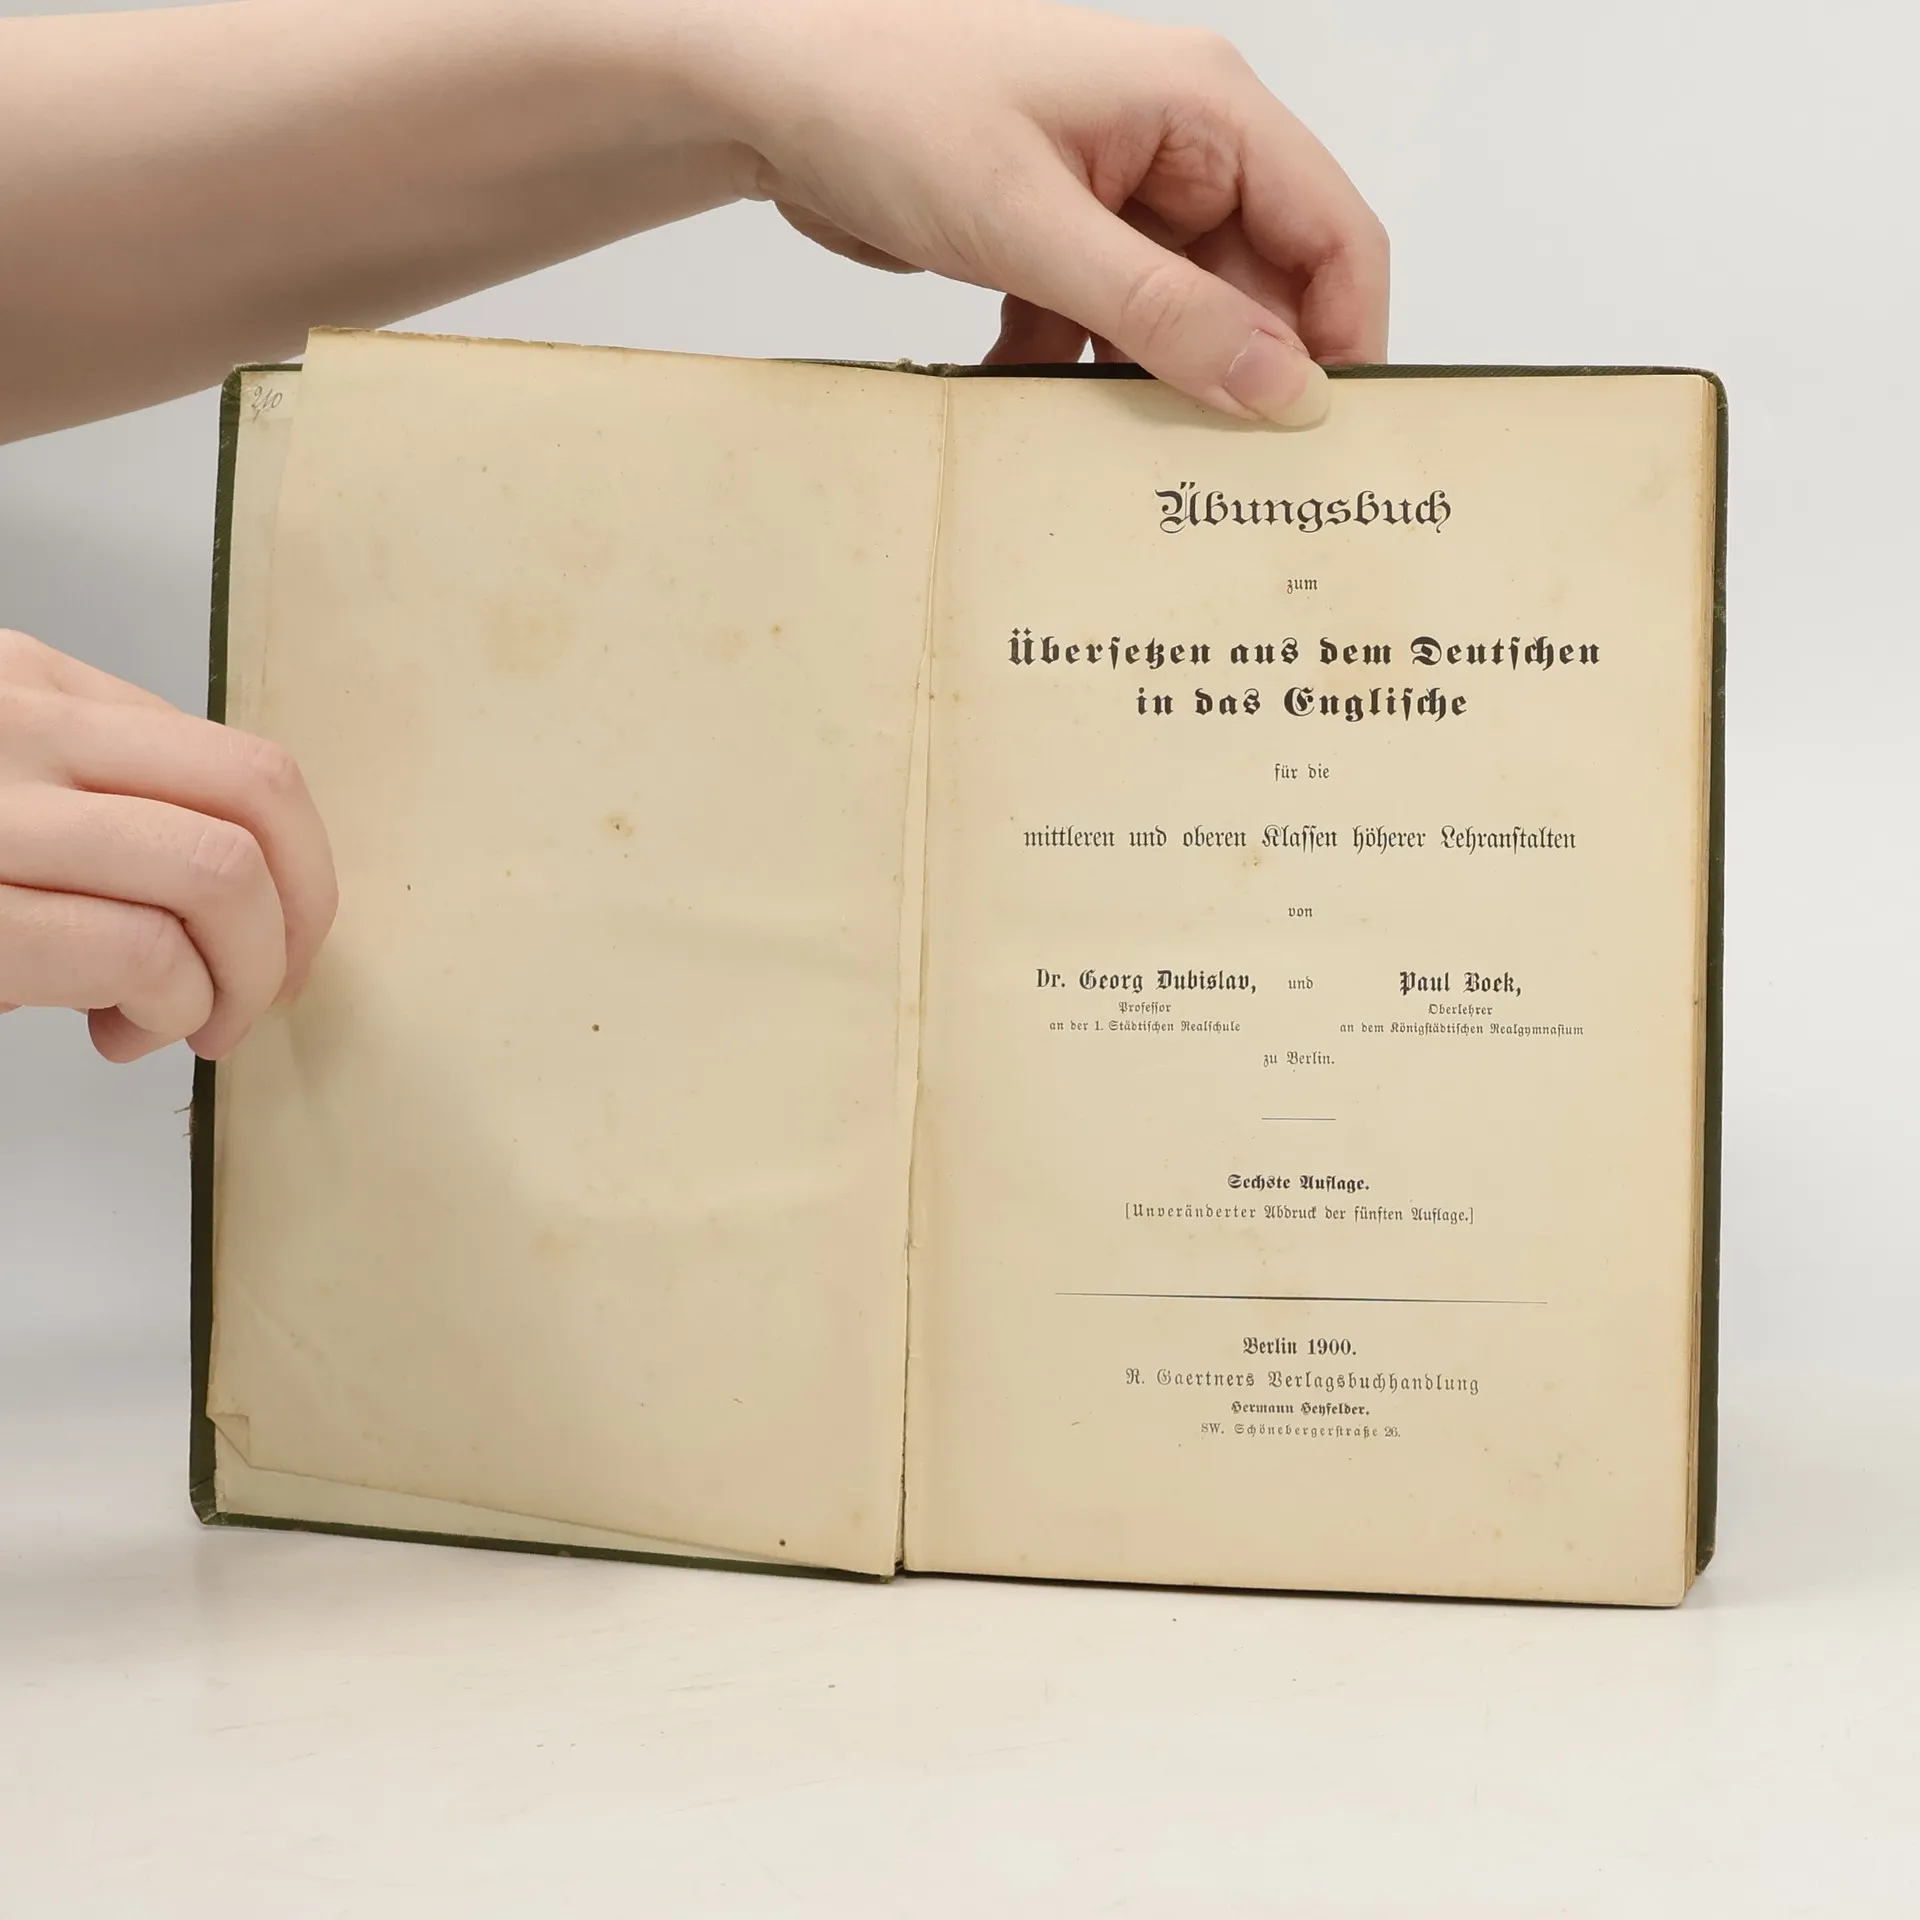 210
Übungsbuch
zum
Überſetzen aus dem Deutſchen
in das Engliſche
für die
mittleren und oberen Klaſſen höherer Lehranſtalten
von
Dr. Georg Dubislav, und Paul Boek,
Profeſſor Oberlehrer
an der 1. Städtiſchen Realſchule an dem Königſtädtiſchen Realgymnaſium
zu Berlin.
Sechste Auflage.
[Unveränderter Abdruck der fünften Auflage.]
Berlin 1900.
R. Gaertners Verlagsbuchhandlung
Hermann Heyfelder.
SW. Schönebergerſtraße 26.